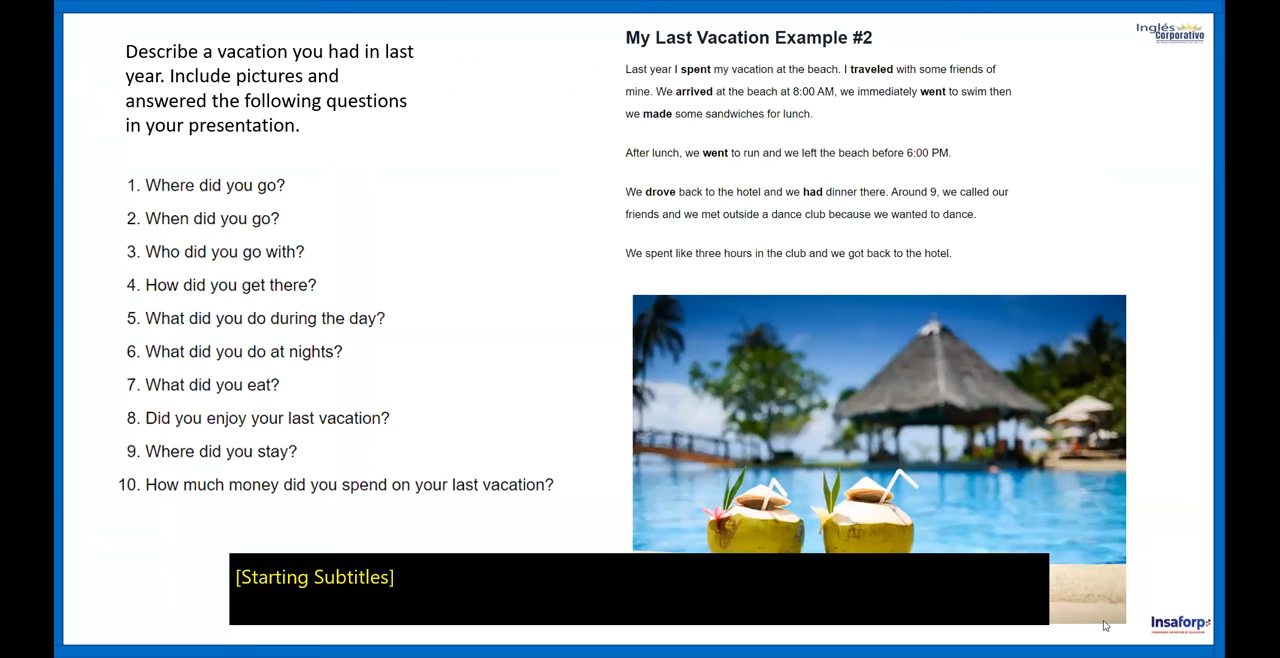 Describe a vacation you had in last
year. Include pictures and
answered the following questions
in your presentation.
1. Where did you go?
2. When did you go?
3. Who did you go with?
4. How did you get there?
5. What did you do during the day?
6. What did you do at nights?
7. What did you eat?
8. Did you enjoy your last vacation?
9. Where did you stay?
10. How much money did you spend on your last vacation?
My Last Vacation Example #2
Last year I spent my vacation at the beach. I traveled with some friends of
mine. We arrived at the beach at 8:00 AM, we immediately went to swim then
we made some sandwiches for lunch.
After lunch, we went to run and we left the beach before 6:00 PM.
We drove back to the hotel and we had dinner there. Around 9, we called our
friends and we met outside a dance club because we wanted to dance.
We spent like three hours in the club and we got back to the hotel.
Inglés
Corporativo
[Starting Subtitles]
Insaforp